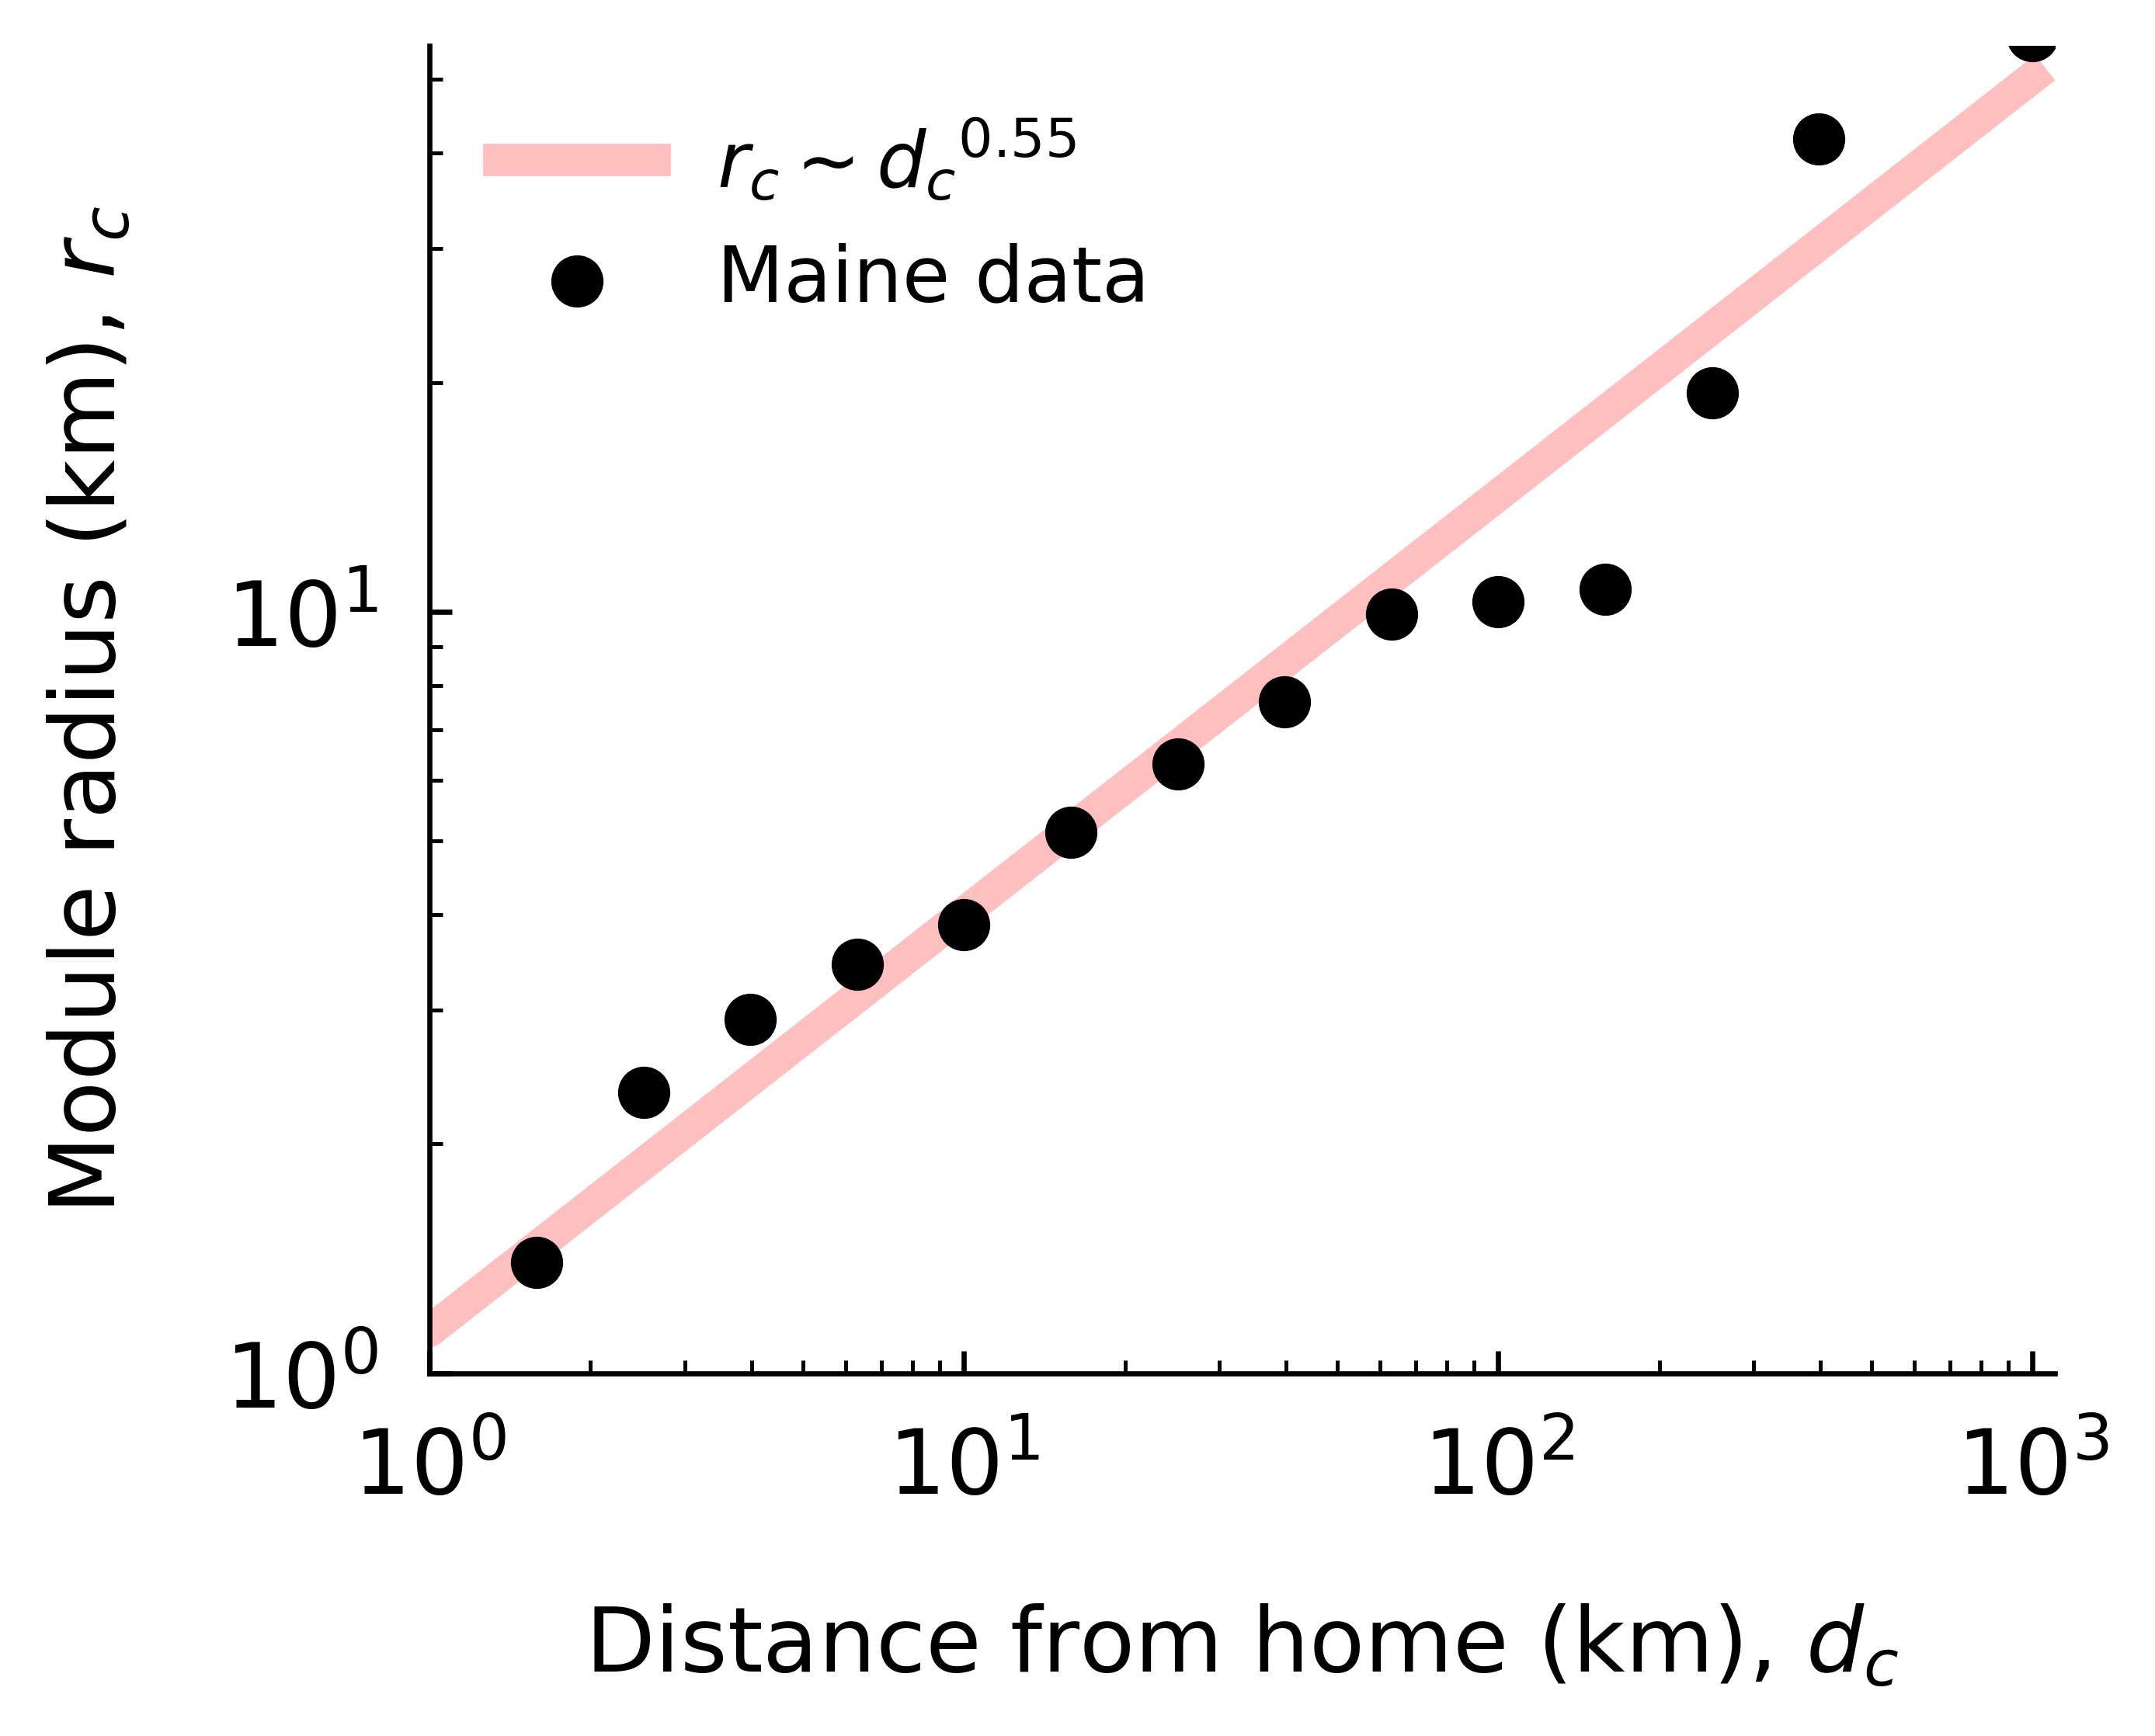 r_c ~ d_c^0.55
Maine data
Module radius (km), r_c
10^1
10^0
10^0 10^1 10^2 10^3
Distance from home (km), d_c